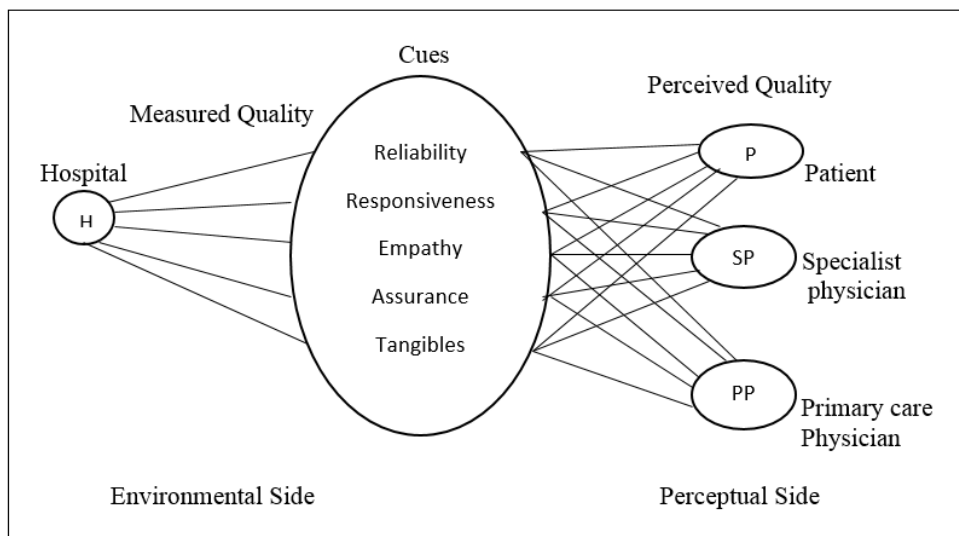 Cues
Perceived Quality
Measured Quality
Reliability
P
Hospital
Patient
Responsiveness
H
Empathy
SP
Specialist
physician
Assurance
Tangibles
PP
Primary care
Physician
Environmental Side
Perceptual Side